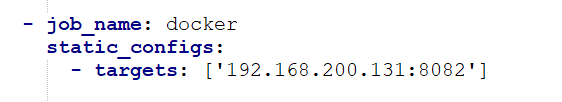 - job_name: docker
  static_configs:
    - targets: ['192.168.200.131:8082']